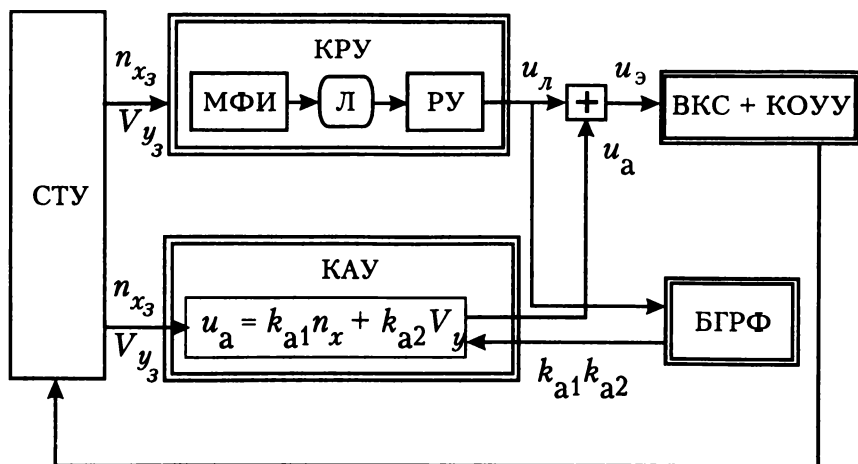 СТУ
n_{x_з}
V_{y_з}
КРУ
МФИ
Л
РУ
u_л
+
u_э
u_а
ВКС + КОУУ
n_{x_з}
V_{y_з}
КАУ
u_а = k_{а1} n_x + k_{а2} V_y
БГРФ
k_{а1} k_{а2}